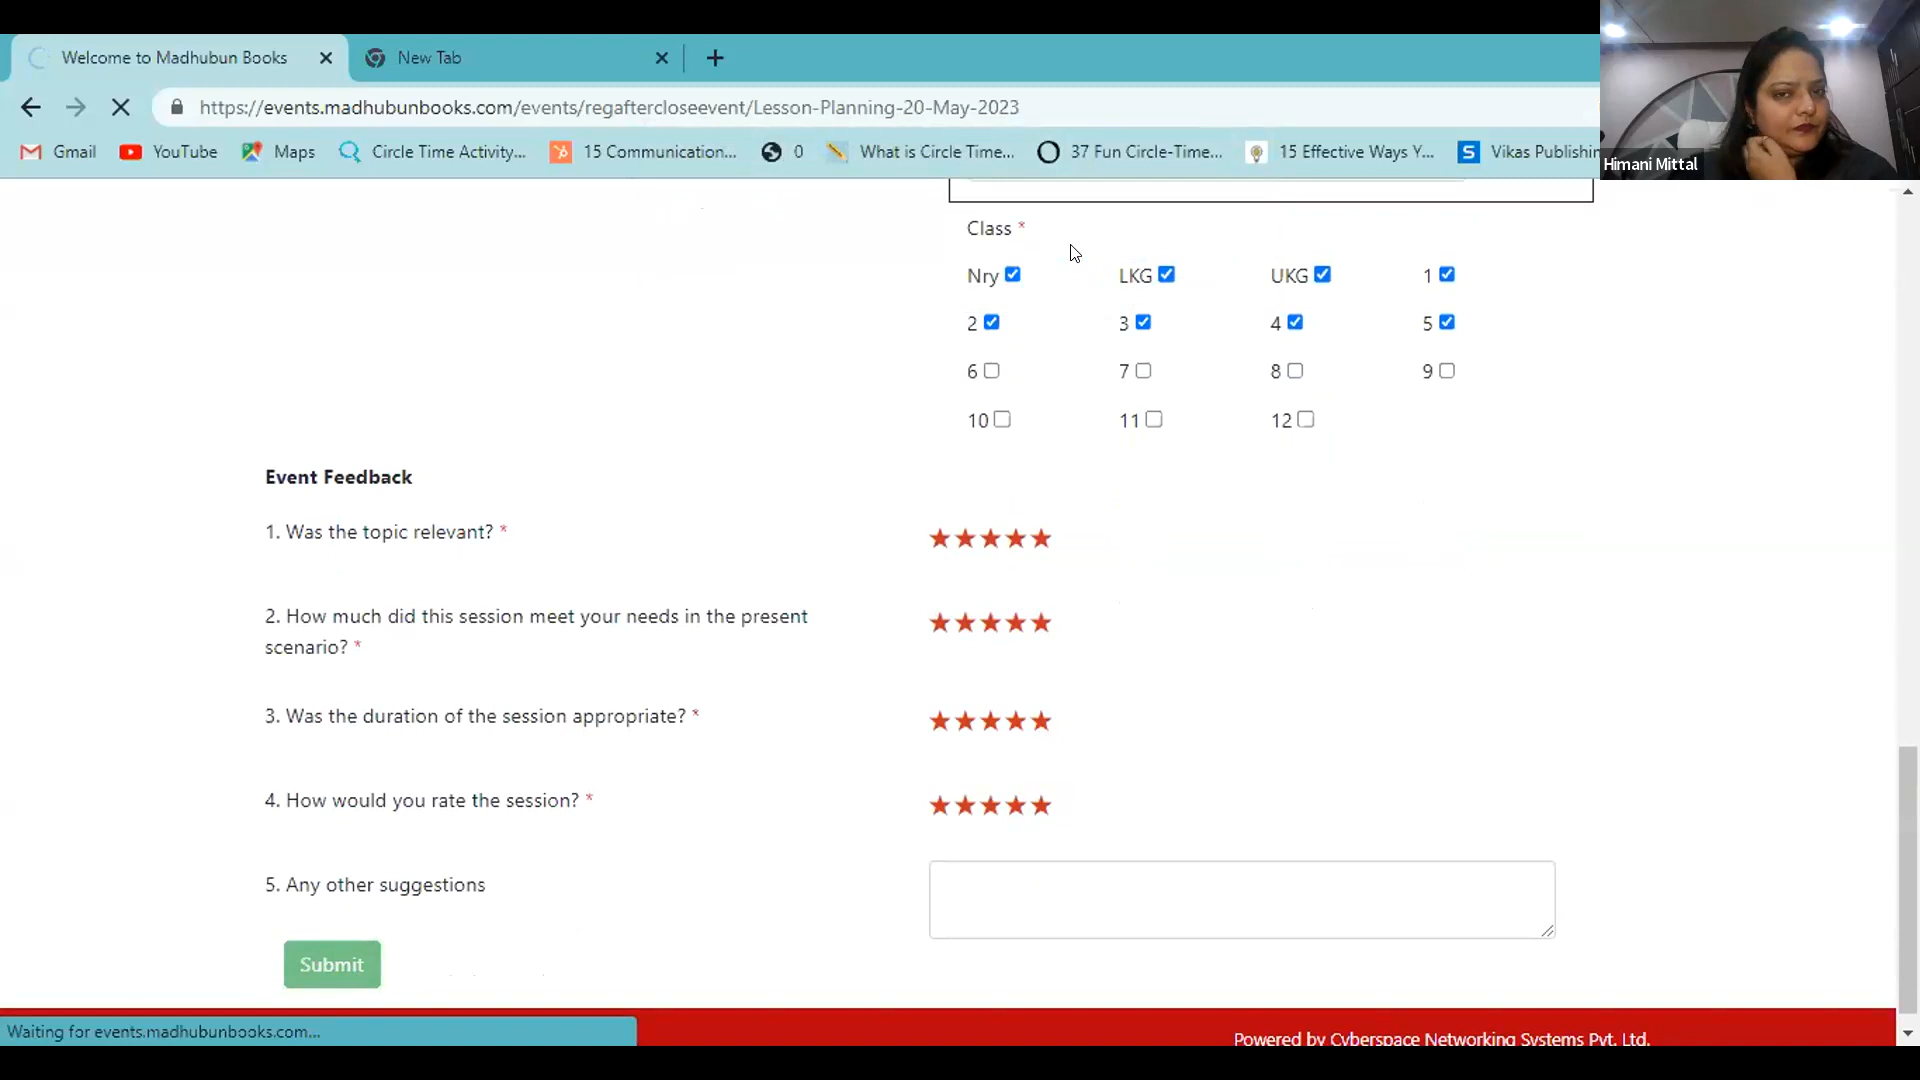 Welcome to Madhubun Books
New Tab
https://events.madhubunbooks.com/events/regaftercloseevent/Lesson-Planning-20-May-2023
Gmail YouTube Maps Circle Time Activity... 15 Communication... 0 What is Circle Time... 37 Fun Circle-Time... 15 Effective Ways Y... S Vikas Publishin
Himani Mittal
Class *
Nry LKG UKG 1
2 3 4 5
6 7 8 9
10 11 12
Event Feedback
1. Was the topic relevant? *
2. How much did this session meet your needs in the present
scenario? *
3. Was the duration of the session appropriate? *
4. How would you rate the session? *
5. Any other suggestions
Submit
Waiting for events.madhubunbooks.com...
Powered by Cyberspace Networking Systems Pvt. Ltd.